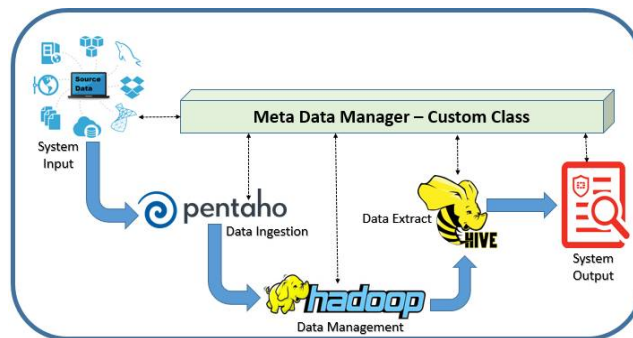 Source
Data
Meta Data Manager – Custom Class
System
Input
pentaho
Data Ingestion
Data Extract
HIVE
System
Output
hadoop
Data Management